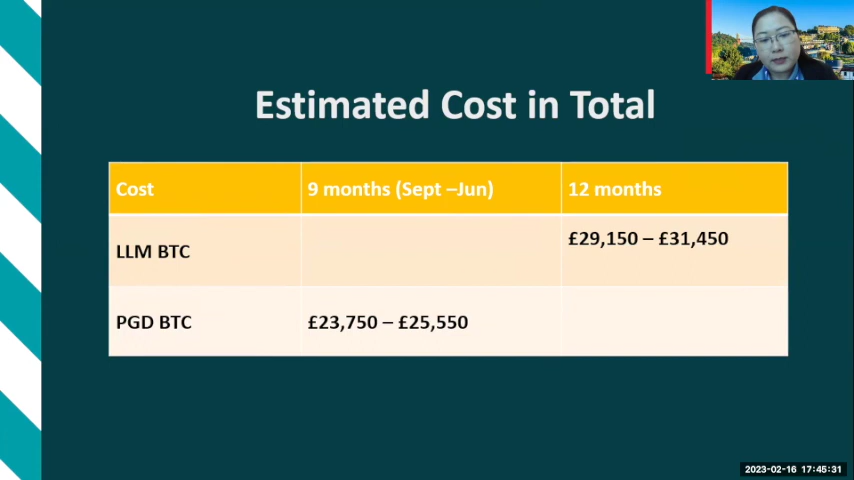 Estimated Cost in Total
Cost 9 months (Sept –Jun) 12 months
LLM BTC £29,150 – £31,450
PGD BTC £23,750 – £25,550
2023-02-16 17:45:31